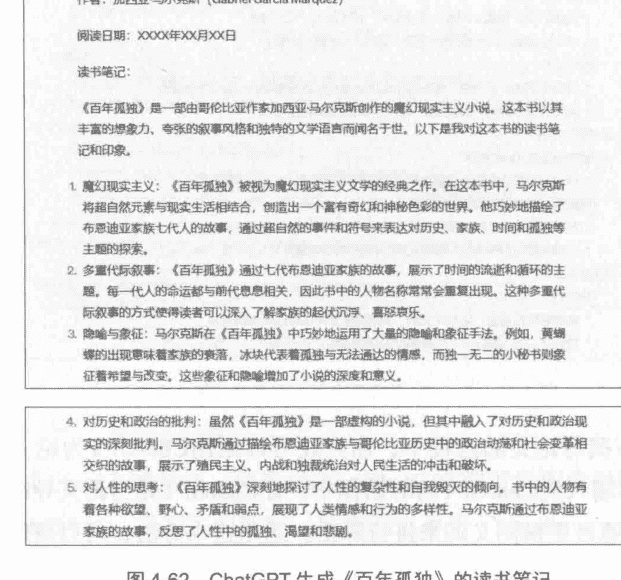 作者：加西亚·马尔克斯（Gabriel García Márquez）
阅读日期：XXXX年XX月XX日
读书笔记：
《百年孤独》是一部由哥伦比亚作家加西亚·马尔克斯创作的魔幻现实主义小说。这本书以其
丰富的想象力、夸张的叙事风格和独特的文学语言而闻名于世。以下是我对这本书的读书笔
记和印象。
1. 魔幻现实主义：《百年孤独》被视为魔幻现实主义文学的经典之作。在这本书中，马尔克斯
将超自然元素与现实生活相结合，创造出一个富有奇幻和神秘色彩的世界。他巧妙地描绘了
布恩迪亚家族七代人的故事，通过超自然的事件和符号来表达对历史、家族、时间和孤独等
主题的探索。
2. 多重代际叙事：《百年孤独》通过七代布恩迪亚家族的故事，展示了时间的流逝和循环的主
题。每一代人的命运都与前代息息相关，因此书中的人物名称常常会重复出现。这种多重代
际叙事的方式使得读者可以深入了解家族的起伏沉浮、喜怒哀乐。
3. 隐喻与象征：马尔克斯在《百年孤独》中巧妙地运用了大量的隐喻和象征手法。例如，黄蝴
蝶的出现意味着家族的衰落，冰块代表着孤独与无法通达的情感，而独一无二的小秘书则象
征着希望与改变。这些象征和隐喻增加了小说的深度和意义。
4. 对历史和政治的批判：虽然《百年孤独》是一部虚构的小说，但其中融入了对历史和政治现
实的深刻批判。马尔克斯通过描绘布恩迪亚家族与哥伦比亚历史中的政治动荡和社会变革相
交织的故事，展示了殖民主义、内战和独裁统治对人民生活的冲击和破坏。
5. 对人性的思考：《百年孤独》深刻地探讨了人性的复杂性和自我毁灭的倾向。书中的人物有
着各种欲望、野心、矛盾和弱点，展现了人类情感和行为的多样性。马尔克斯通过布恩迪亚
家族的故事，反思了人性中的孤独、渴望和悲剧。
图 4-62 ChatGPT 生成《百年孤独》的读书笔记